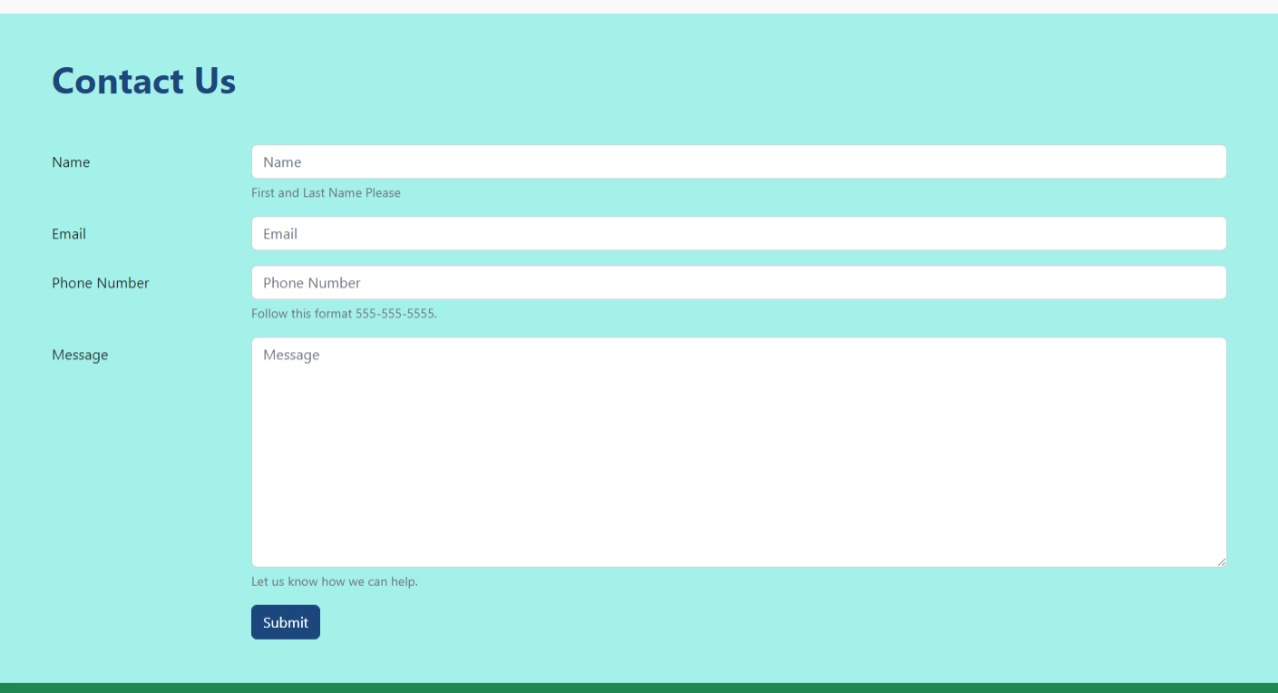 Contact Us
Name
Name
First and Last Name Please
Email
Email
Phone Number
Phone Number
Follow this format 555-555-5555.
Message
Message
Let us know how we can help.
Submit